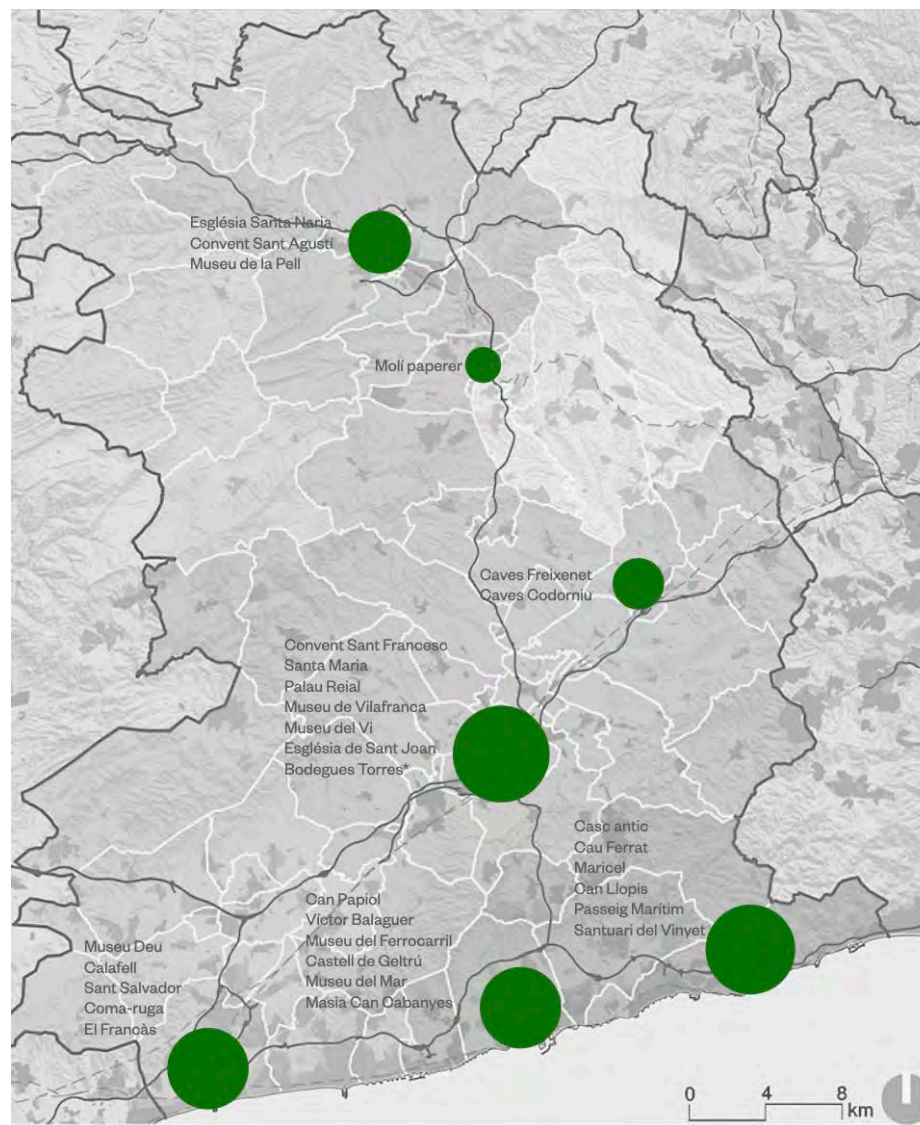 Església Santa Naria
Convent Sant Agustí
Museu de la Pell
Molí paperer
Caves Freixenet
Caves Codorniu
Convent Sant Francesc
Santa Maria
Palau Reial
Museu de Vilafranca
Museu del Vi
Església de Sant Joan
Bodegues Torres*
Casc antic
Cau Ferrat
Maricel
Can Llopis
Passeig Marítim
Santuari del Vinyet
Can Papiol
Víctor Balaguer
Museu del Ferrocarril
Castell de Geltrú
Museu del Mar
Masia Can Cabanyes
Museu Deu
Calafell
Sant Salvador
Coma-ruga
El Francàs
0 4 8
km